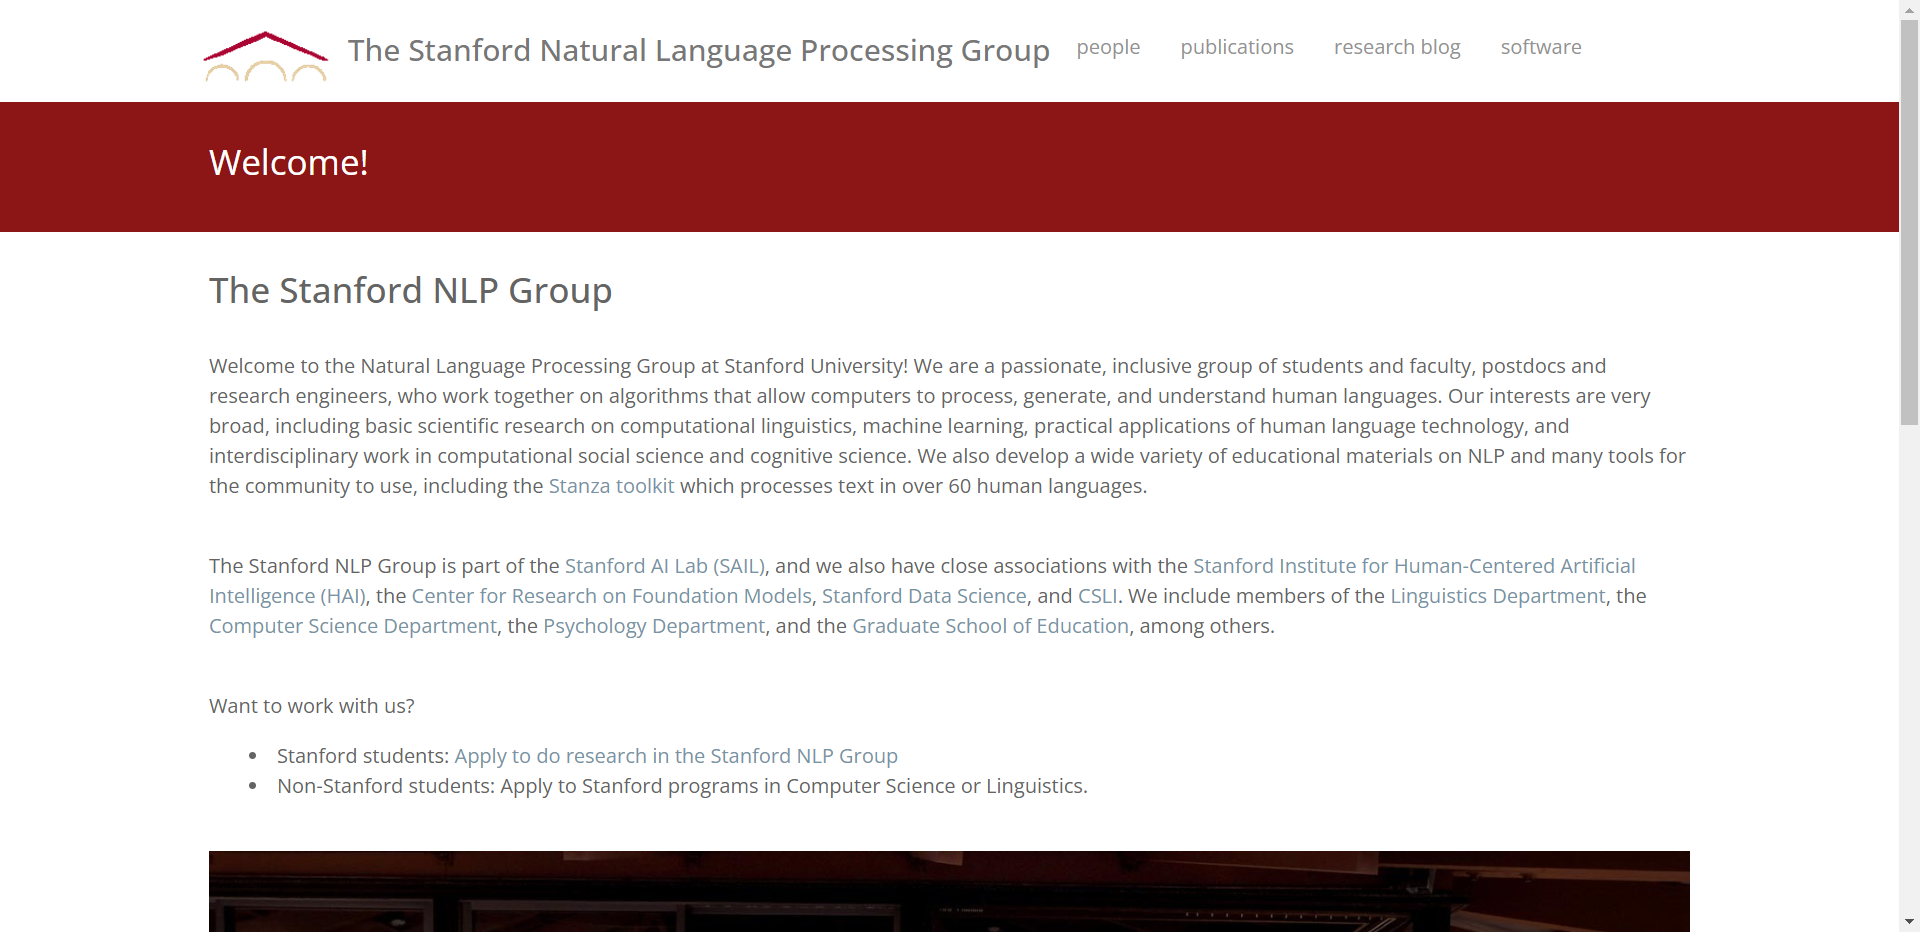 The Stanford Natural Language Processing Group people publications research blog software
Welcome!
The Stanford NLP Group
Welcome to the Natural Language Processing Group at Stanford University! We are a passionate, inclusive group of students and faculty, postdocs and
research engineers, who work together on algorithms that allow computers to process, generate, and understand human languages. Our interests are very
broad, including basic scientific research on computational linguistics, machine learning, practical applications of human language technology, and
interdisciplinary work in computational social science and cognitive science. We also develop a wide variety of educational materials on NLP and many tools for
the community to use, including the Stanza toolkit which processes text in over 60 human languages.
The Stanford NLP Group is part of the Stanford AI Lab (SAIL), and we also have close associations with the Stanford Institute for Human-Centered Artificial
Intelligence (HAI), the Center for Research on Foundation Models, Stanford Data Science, and CSLI. We include members of the Linguistics Department, the
Computer Science Department, the Psychology Department, and the Graduate School of Education, among others.
Want to work with us?
• Stanford students: Apply to do research in the Stanford NLP Group
• Non-Stanford students: Apply to Stanford programs in Computer Science or Linguistics.